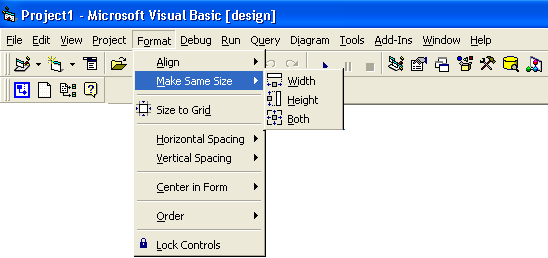 Project1 - Microsoft Visual Basic [design]
File Edit View Project Format Debug Run Query Diagram Tools Add-Ins Window Help
Align
Make Same Size
Width
Height
Size to Grid
Both
Horizontal Spacing
Vertical Spacing
Center in Form
Order
Lock Controls